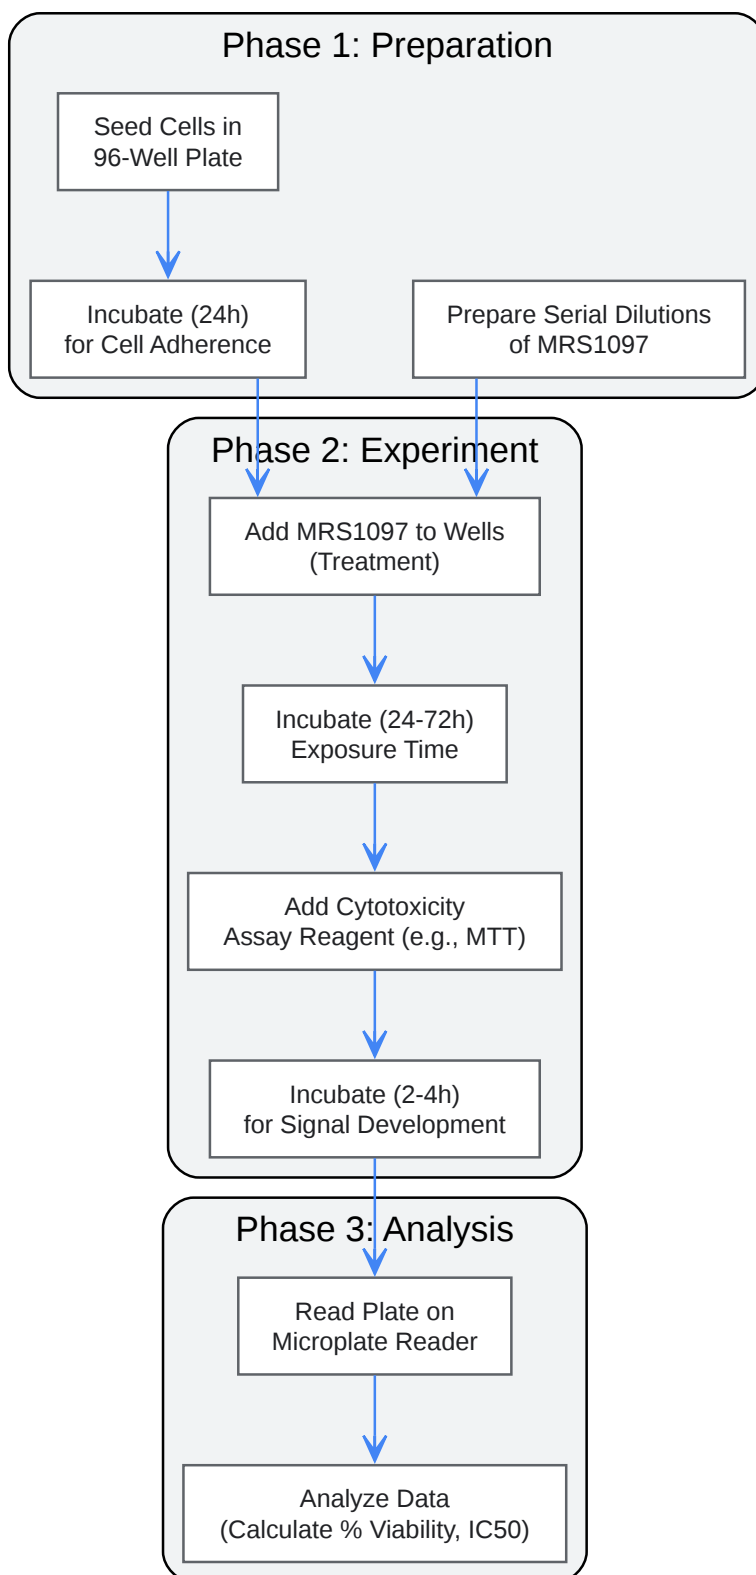 Phase 1: Preparation
Seed Cells in
96-Well Plate
Incubate (24h)
for Cell Adherence
Prepare Serial Dilutions
of MRS1097
Phase 2: Experiment
Add MRS1097 to Wells
(Treatment)
Incubate (24-72h)
Exposure Time
Add Cytotoxicity
Assay Reagent (e.g., MTT)
Incubate (2-4h)
for Signal Development
Phase 3: Analysis
Read Plate on
Microplate Reader
Analyze Data
(Calculate % Viability, IC50)